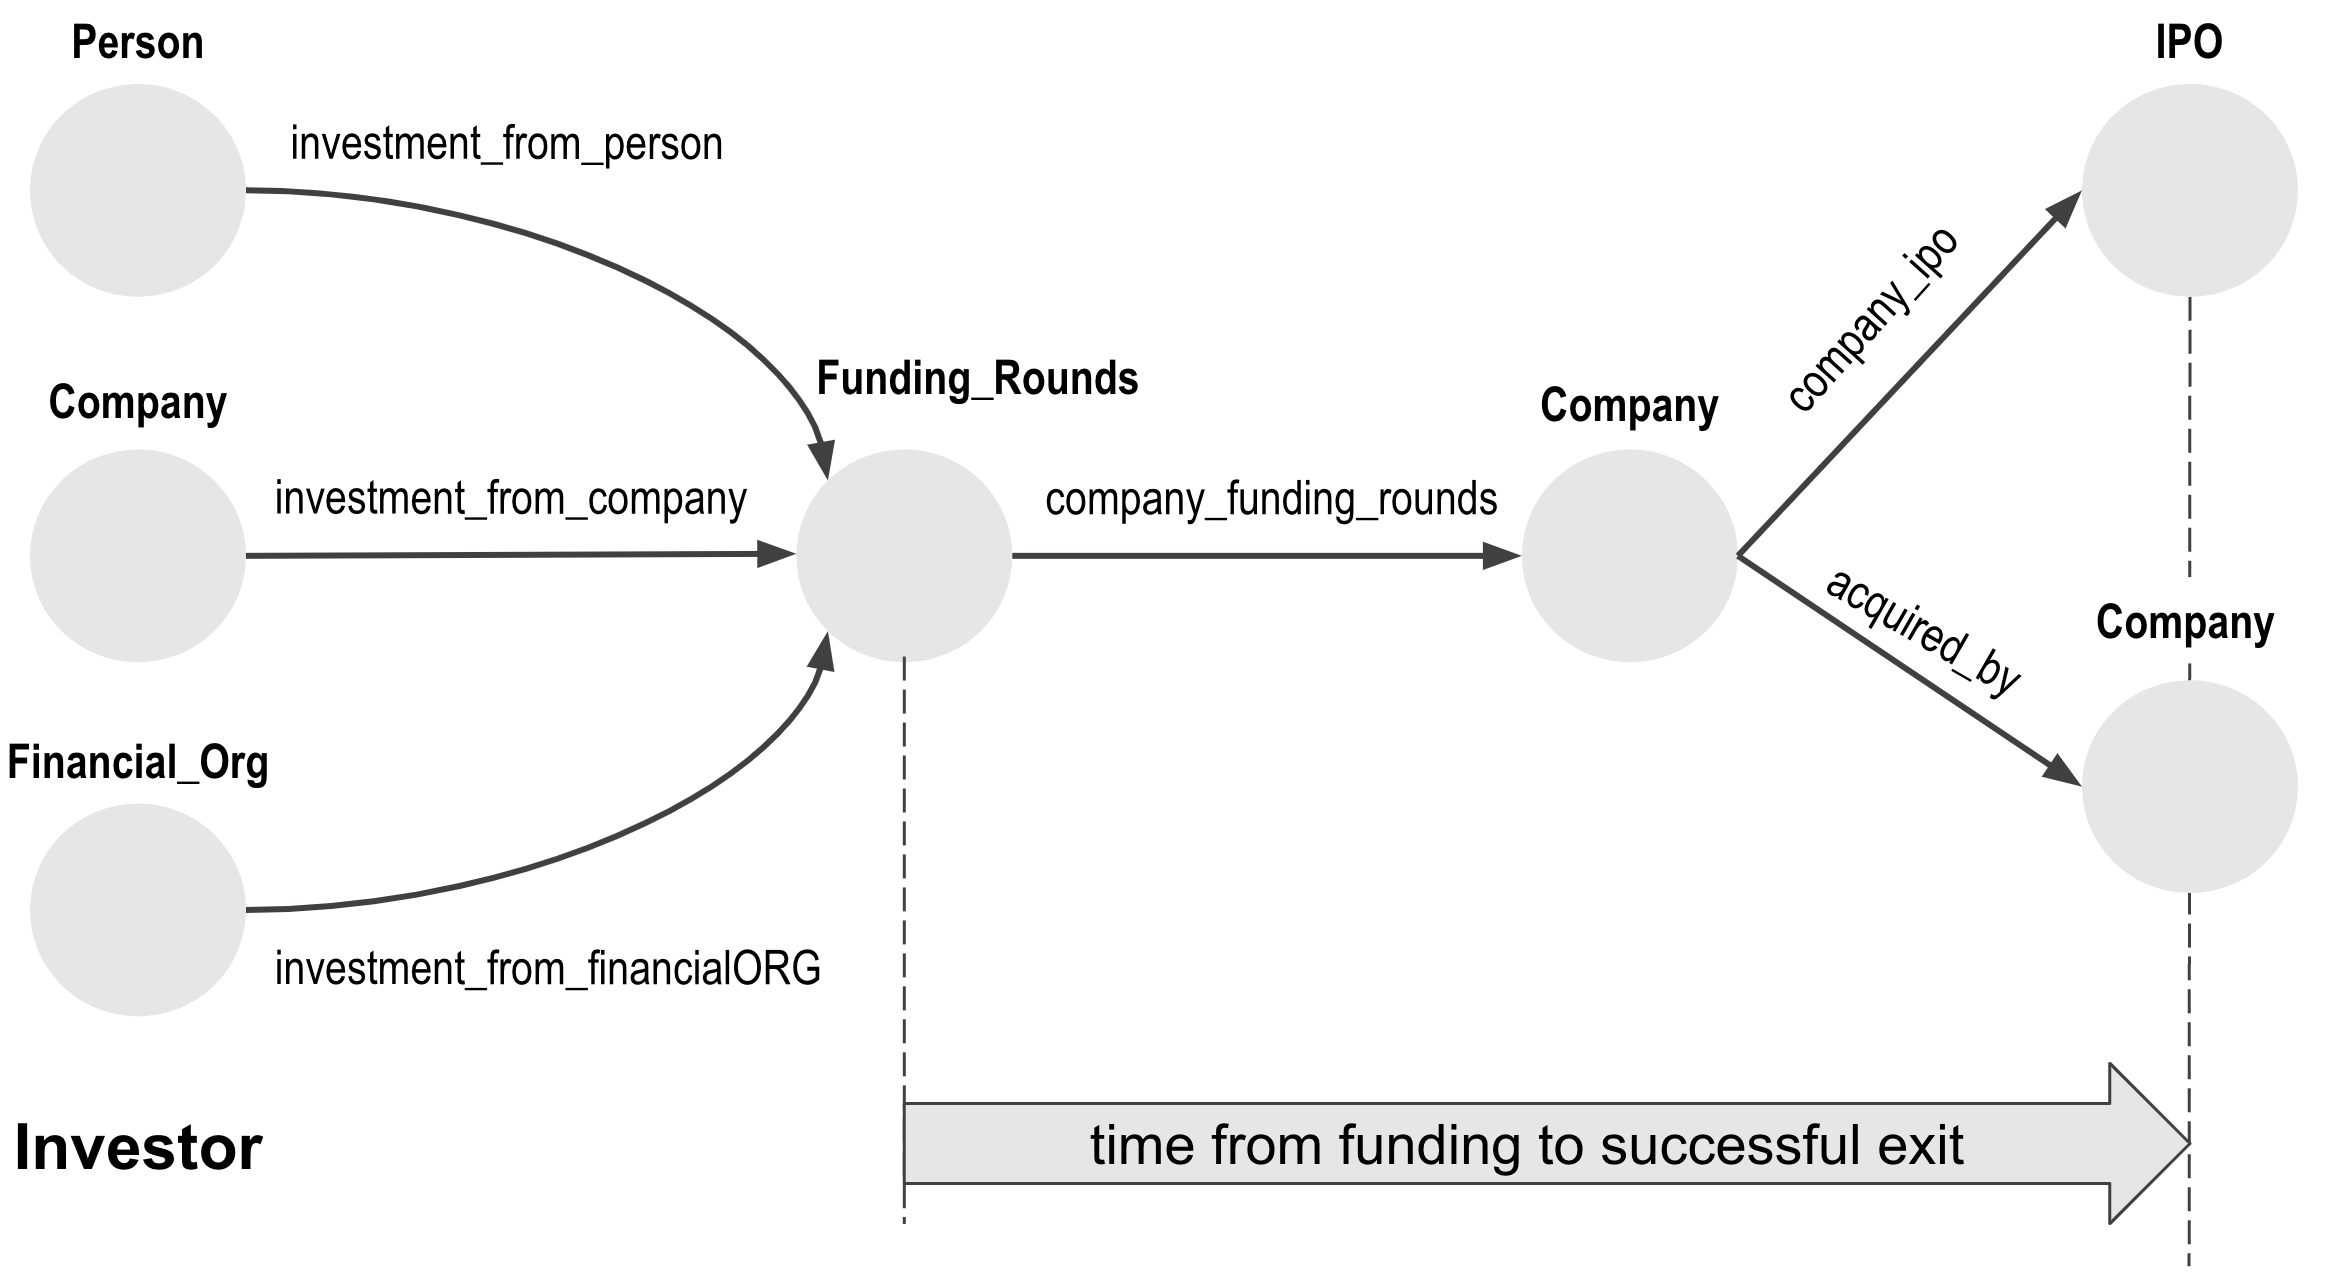 Person
IPO
investment_from_person
company_ipo
Funding_Rounds
Company
Company
investment_from_company
company_funding_rounds
acquired_by
Company
Financial_Org
investment_from_financialORG
Investor
time from funding to successful exit